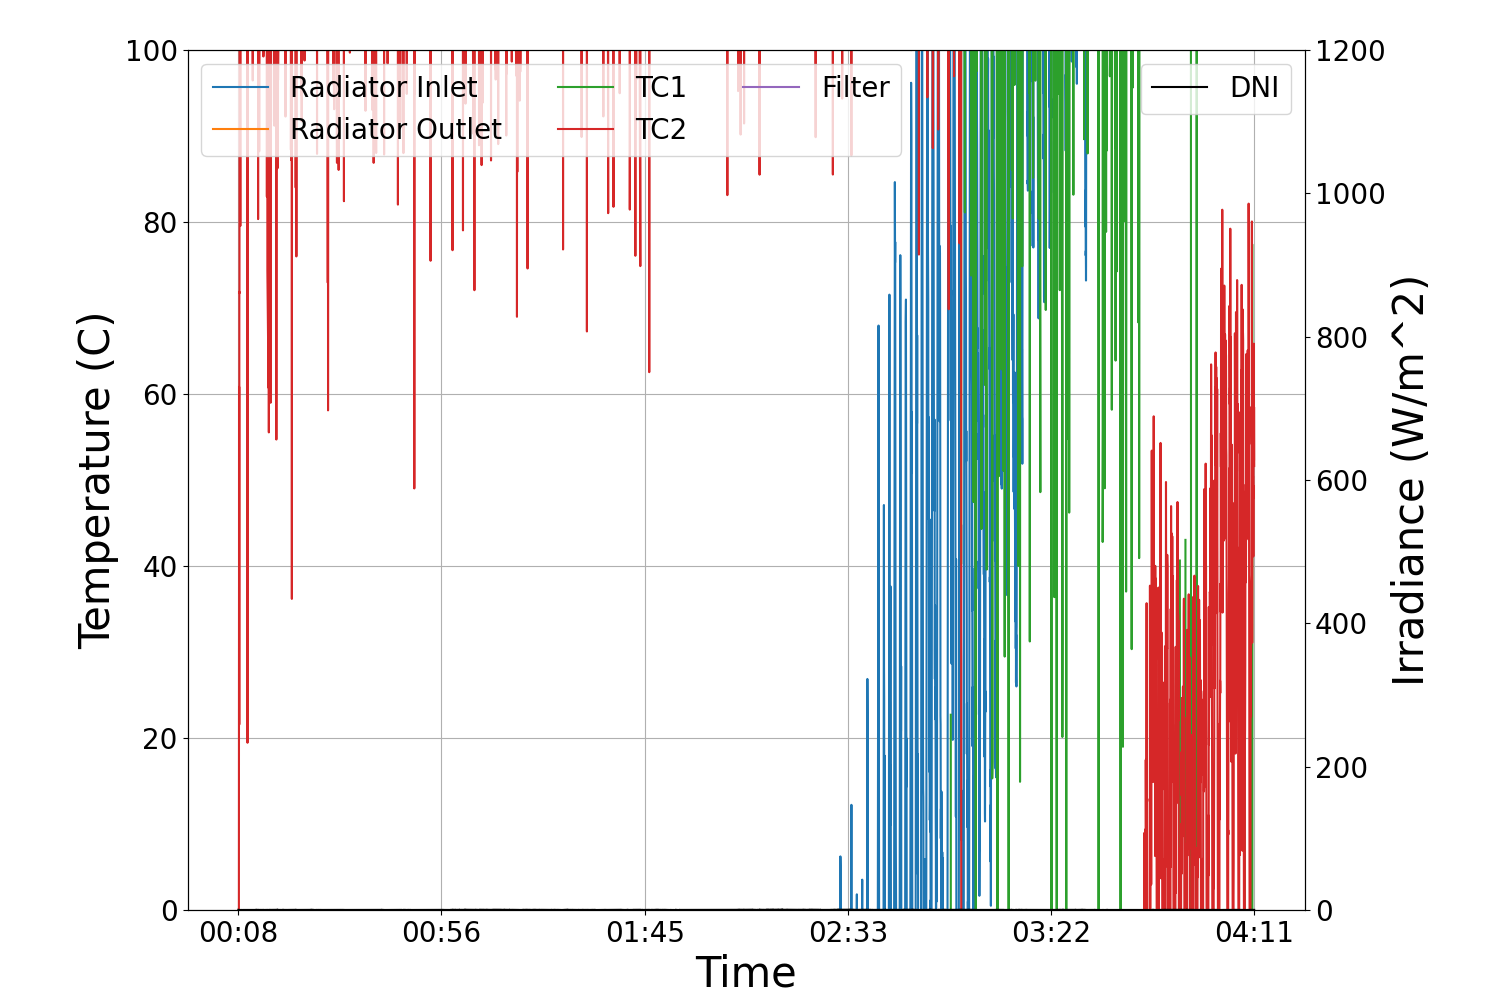 100
80
60
40
20
0
Temperature (C)
Radiator Inlet
Radiator Outlet
TC1
TC2
Filter
DNI
1200
1000
800
600
400
200
0
Irradiance (W/m^2)
00:08 00:56 01:45 02:33 03:22 04:11
Time